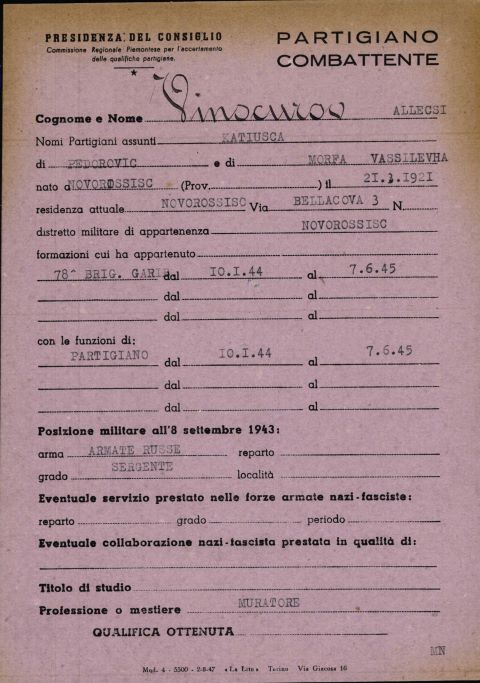 PRESIDENZA DEL CONSIGLIO
Commissione Regionale Piemontese per l'accertamento
delle qualifiche partigiane.
PARTIGIANO
COMBATTENTE
Cognome e Nome Vinocurov ALLECSI
Nomi Partigiani assunti KATIUSCA
di PEDOROVIC e di MORFA VASSILEVHA
nato a NOVOROSSISC (Prov. ) il 21.3.1921
residenza attuale NOVOROSSISC Via BELLACOVA 3 N.
distretto militare di appartenenza NOVOROSSISC
formazioni cui ha appartenuto
78^ BRIG. GARIB dal 10.I.44 al 7.6.45
dal al
dal al
con le funzioni di:
PARTIGIANO dal 10.I.44 al 7.6.45
dal al
dal al
Posizione militare all'8 settembre 1943:
arma ARMATE RUSSE reparto
grado SERGENTE località
Eventuale servizio prestato nelle forze armate nazi-fasciste:
reparto grado periodo
Eventuale collaborazione nazi-fascista prestata in qualità di:
Titolo di studio
Professione o mestiere MURATORE
QUALIFICA OTTENUTA
MN
Mod. 4 - 5500 - 2-8-47 «La Lito» Torino Via Giacosa 16